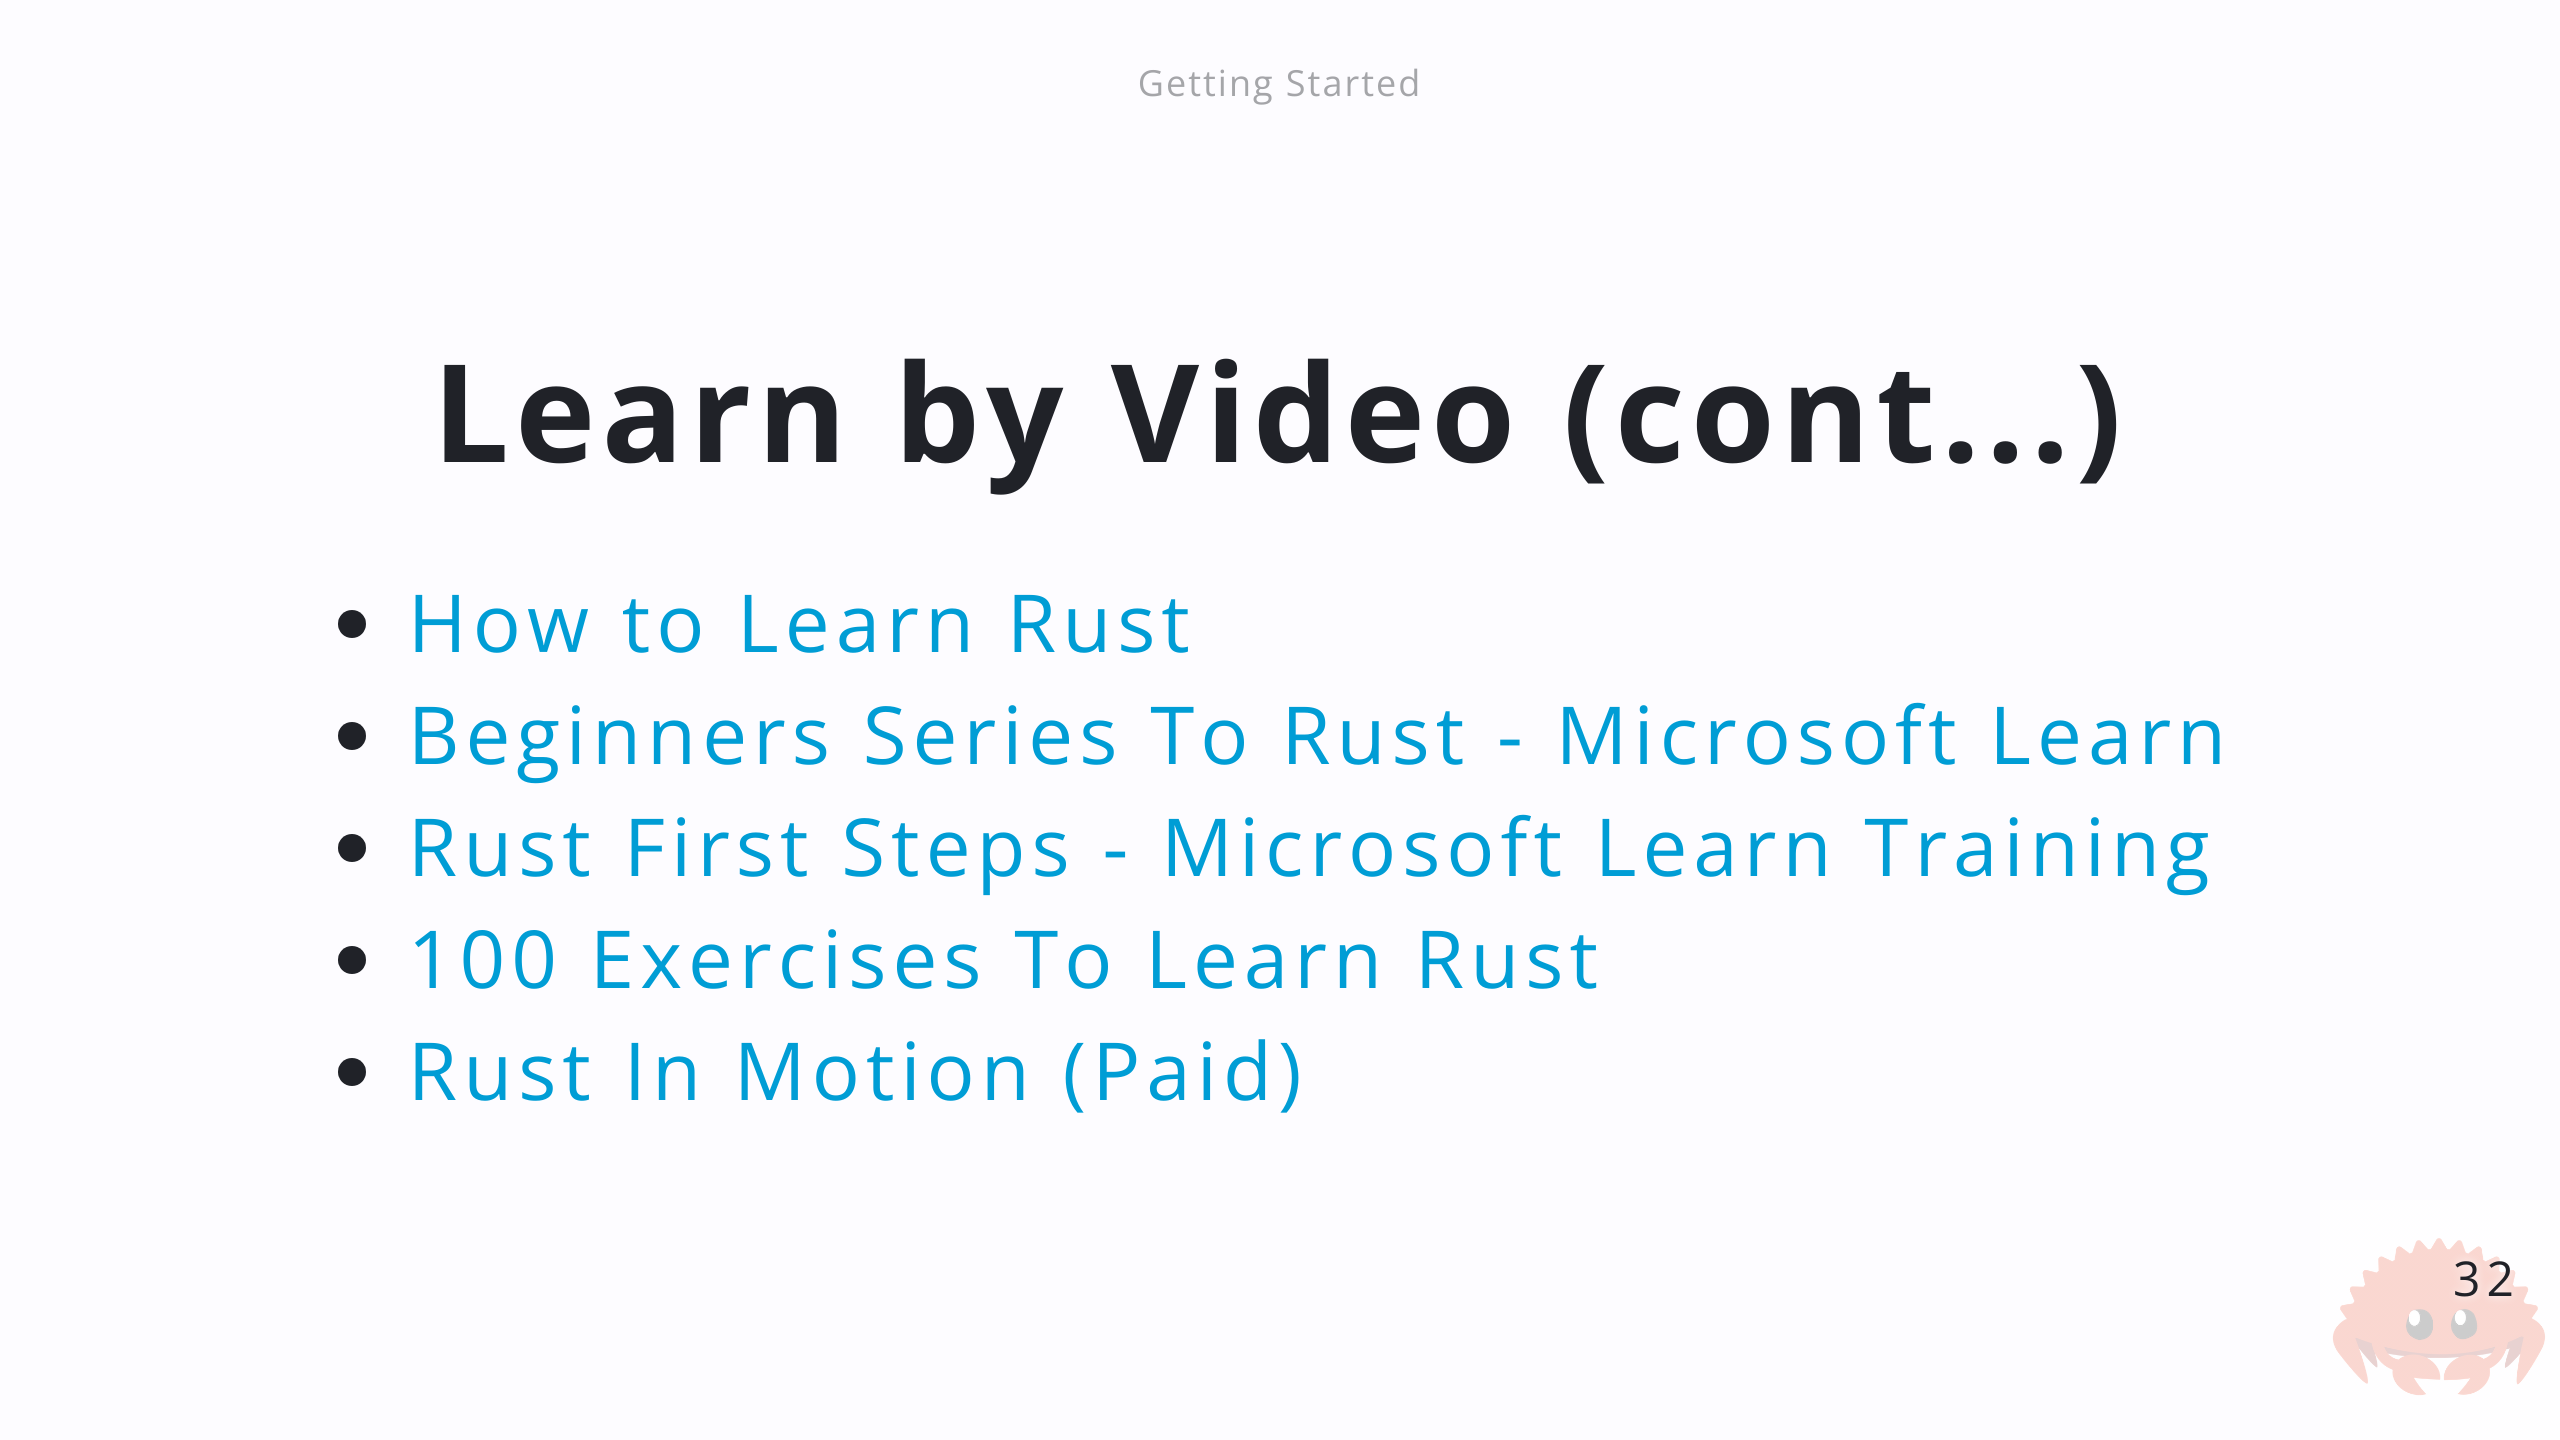 Getting Started
Learn by Video (cont...)
How to Learn Rust
Beginners Series To Rust - Microsoft Learn
Rust First Steps - Microsoft Learn Training
100 Exercises To Learn Rust
Rust In Motion (Paid)
32